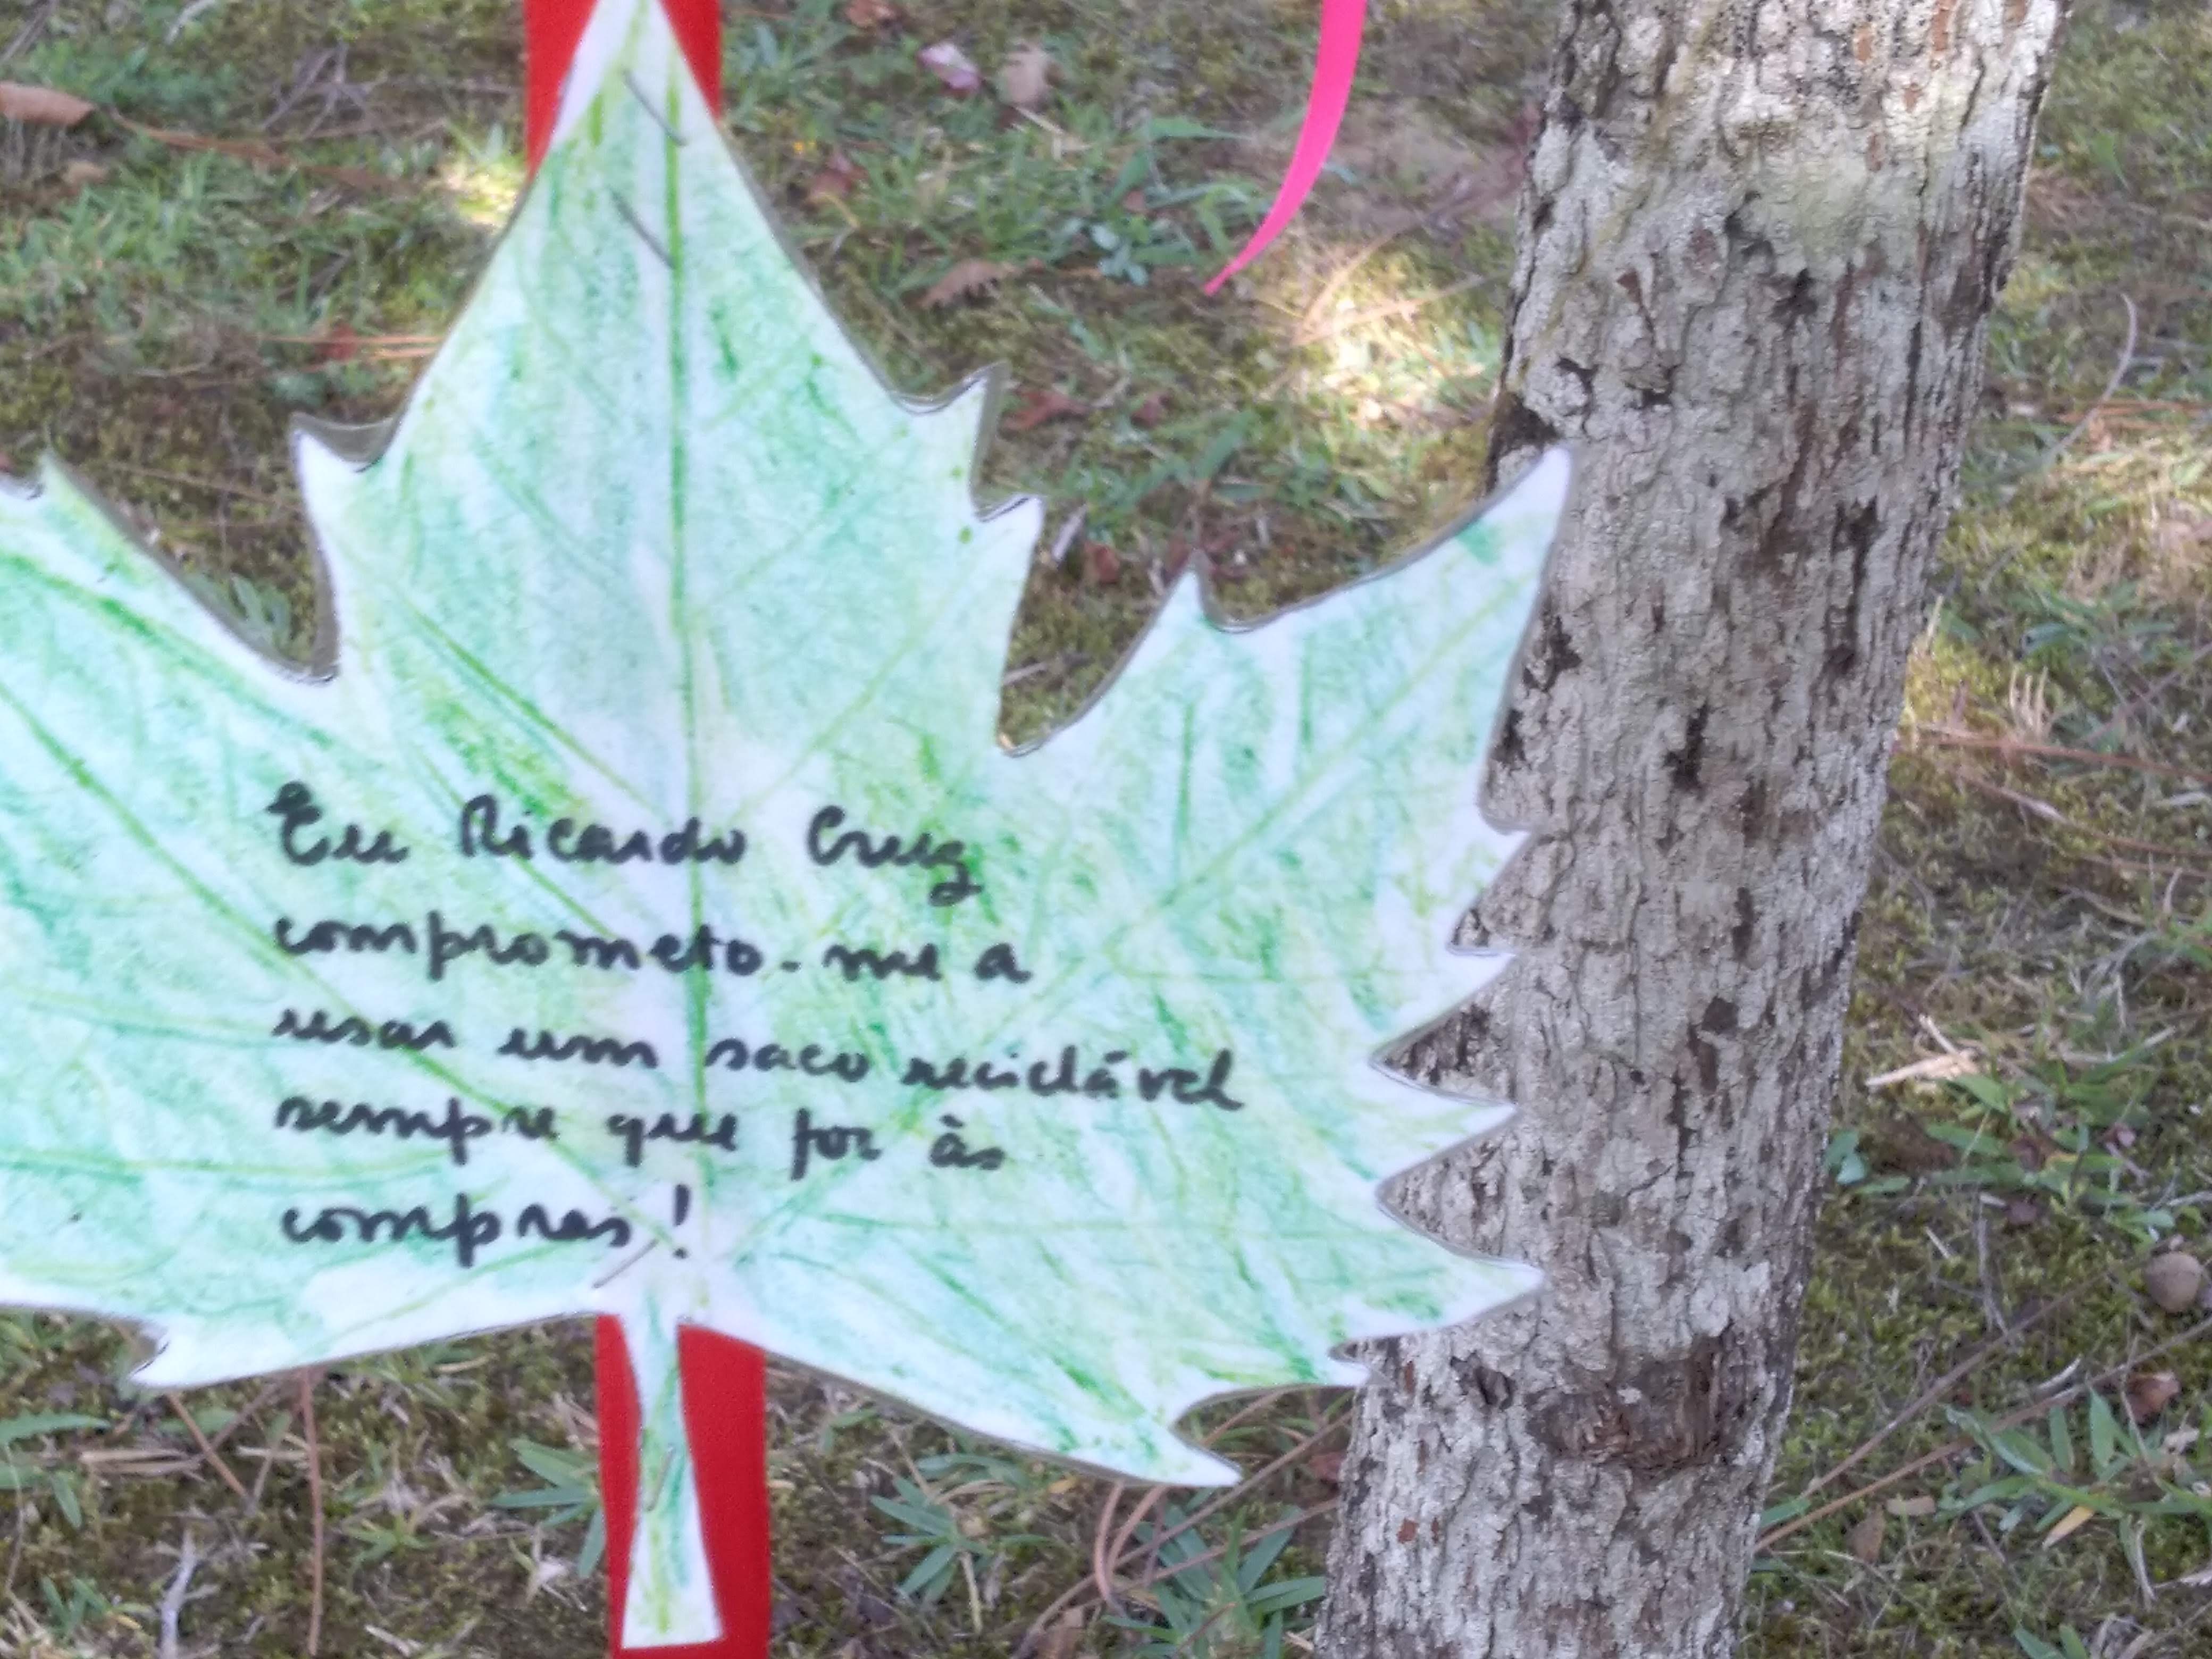 Eu Ricardo Cruz
comprometo-me a
usar um saco reciclável
sempre que for às
compras!